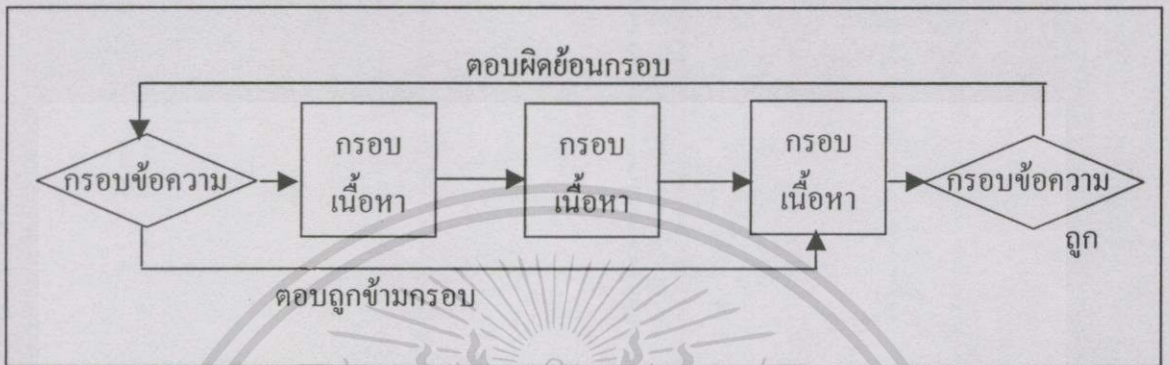 ตอบผิดย้อนกรอบ
กรอบข้อความ
กรอบ
เนื้อหา
กรอบ
เนื้อหา
กรอบ
เนื้อหา
กรอบข้อความ
ถูก
ตอบถูกข้ามกรอบ